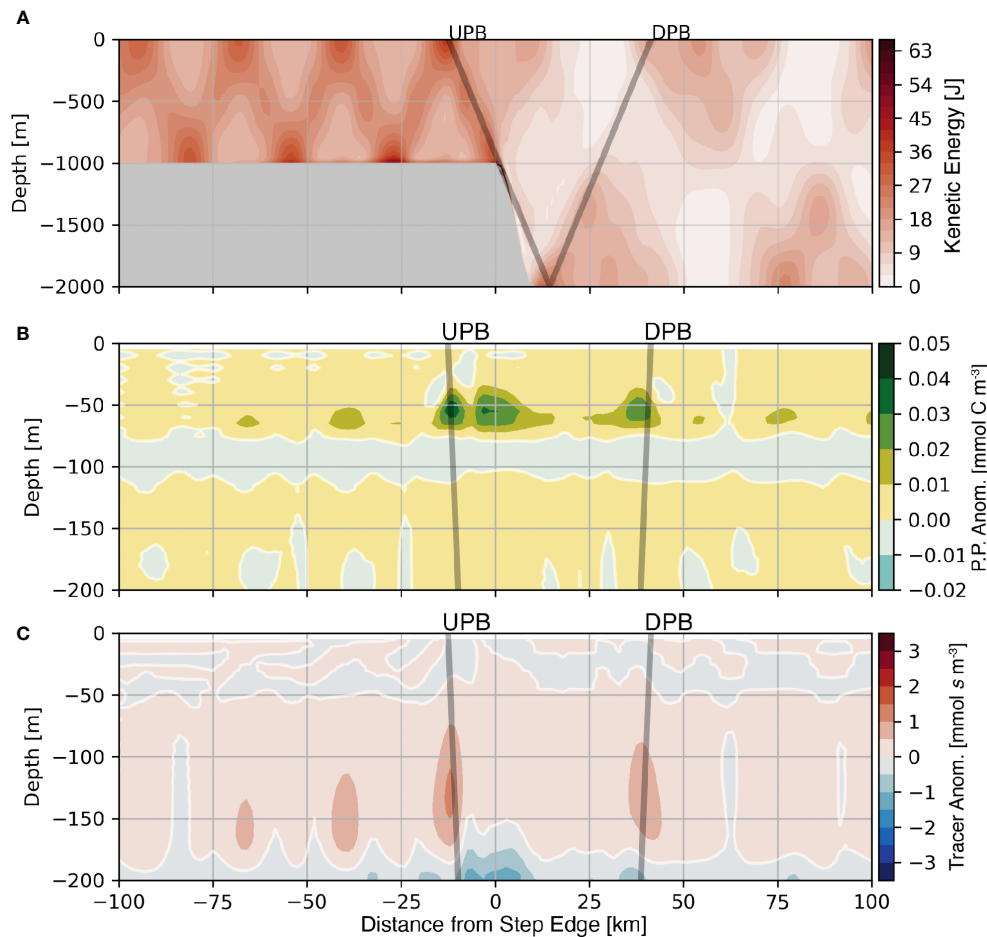 A
UPB
DPB
0
−500
−1000
−1500
−2000
Depth [m]
63
54
45
36
27
18
9
0
Kenetic Energy [J]
B
UPB
DPB
0
−50
−100
−150
−200
Depth [m]
0.05
0.04
0.03
0.02
0.01
0.00
−0.01
−0.02
P.P. Anom. [mmol C m⁻³]
C
UPB
DPB
0
−50
−100
−150
−200
Depth [m]
3
2
1
0
−1
−2
−3
Tracer Anom. [mmol s m⁻³]
−100
−75
−50
−25
0
25
50
75
100
Distance from Step Edge [km]